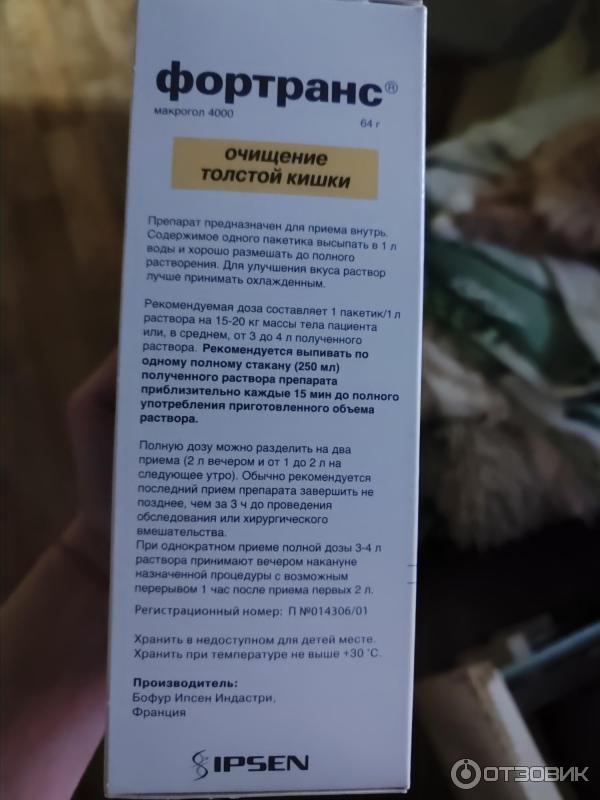 фортранс®
макрогол 4000
64 г
очищение
толстой кишки
Препарат предназначен для приема внутрь.
Содержимое одного пакетика высыпать в 1 л
воды и хорошо размешать до полного
растворения. Для улучшения вкуса раствор
лучше принимать охлажденным.
Рекомендуемая доза составляет 1 пакетик/1 л
раствора на 15-20 кг массы тела пациента
или, в среднем, от 3 до 4 л полученного
раствора. Рекомендуется выпивать по
одному полному стакану (250 мл)
полученного раствора препарата
приблизительно каждые 15 мин до полного
употребления приготовленного объема
раствора.
Полную дозу можно разделить на два
приема (2 л вечером и от 1 до 2 л на
следующее утро). Обычно рекомендуется
последний прием препарата завершить не
позднее, чем за 3 ч до проведения
обследования или хирургического
вмешательства.
При однократном приеме полной дозы 3-4 л
раствора принимают вечером накануне
назначенной процедуры с возможным
перерывом 1 час после приема первых 2 л.
Регистрационный номер: П №014306/01
Хранить в недоступном для детей месте.
Хранить при температуре не выше +30 °С.
Производитель:
Бофур Ипсен Индастри,
Франция
IPSEN
ОТЗОВИК